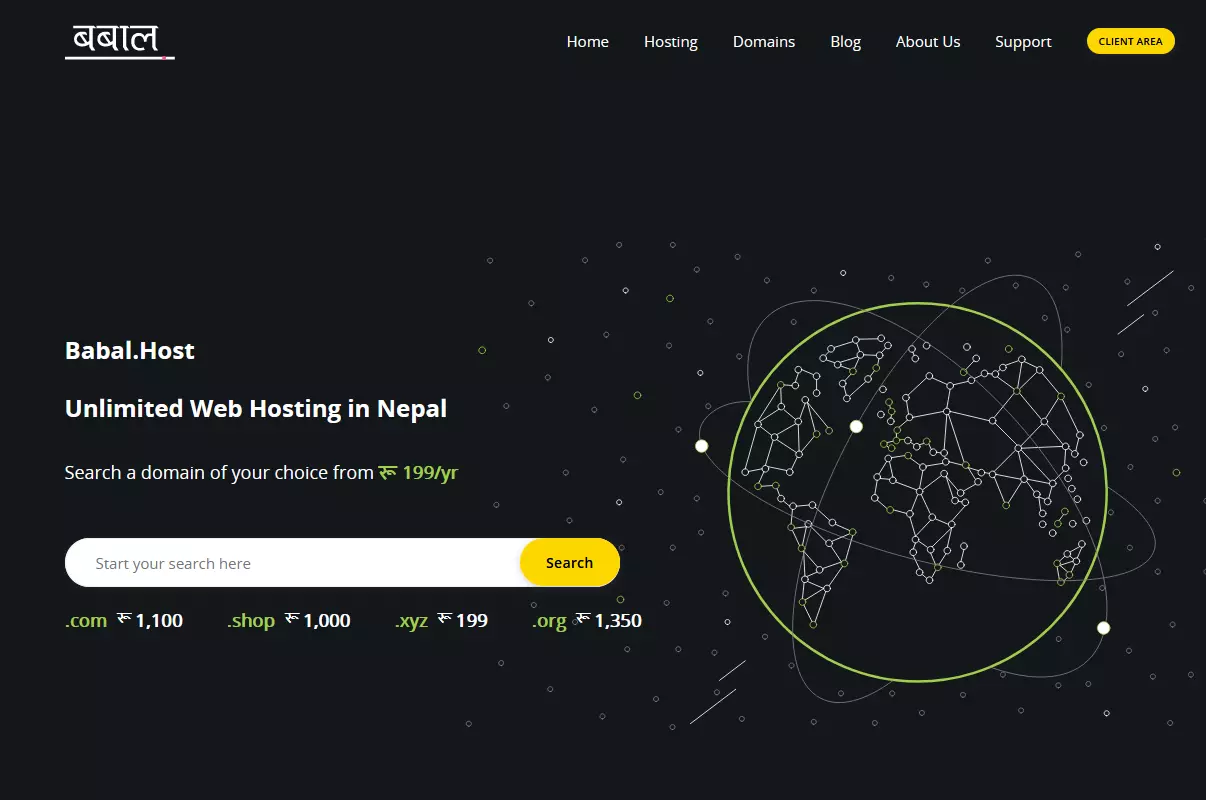 बबाल
Home Hosting Domains Blog About Us Support CLIENT AREA
Babal.Host
Unlimited Web Hosting in Nepal
Search a domain of your choice from रू 199/yr
Start your search here Search
.com रू 1,100 .shop रू 1,000 .xyz रू 199 .org रू 1,350